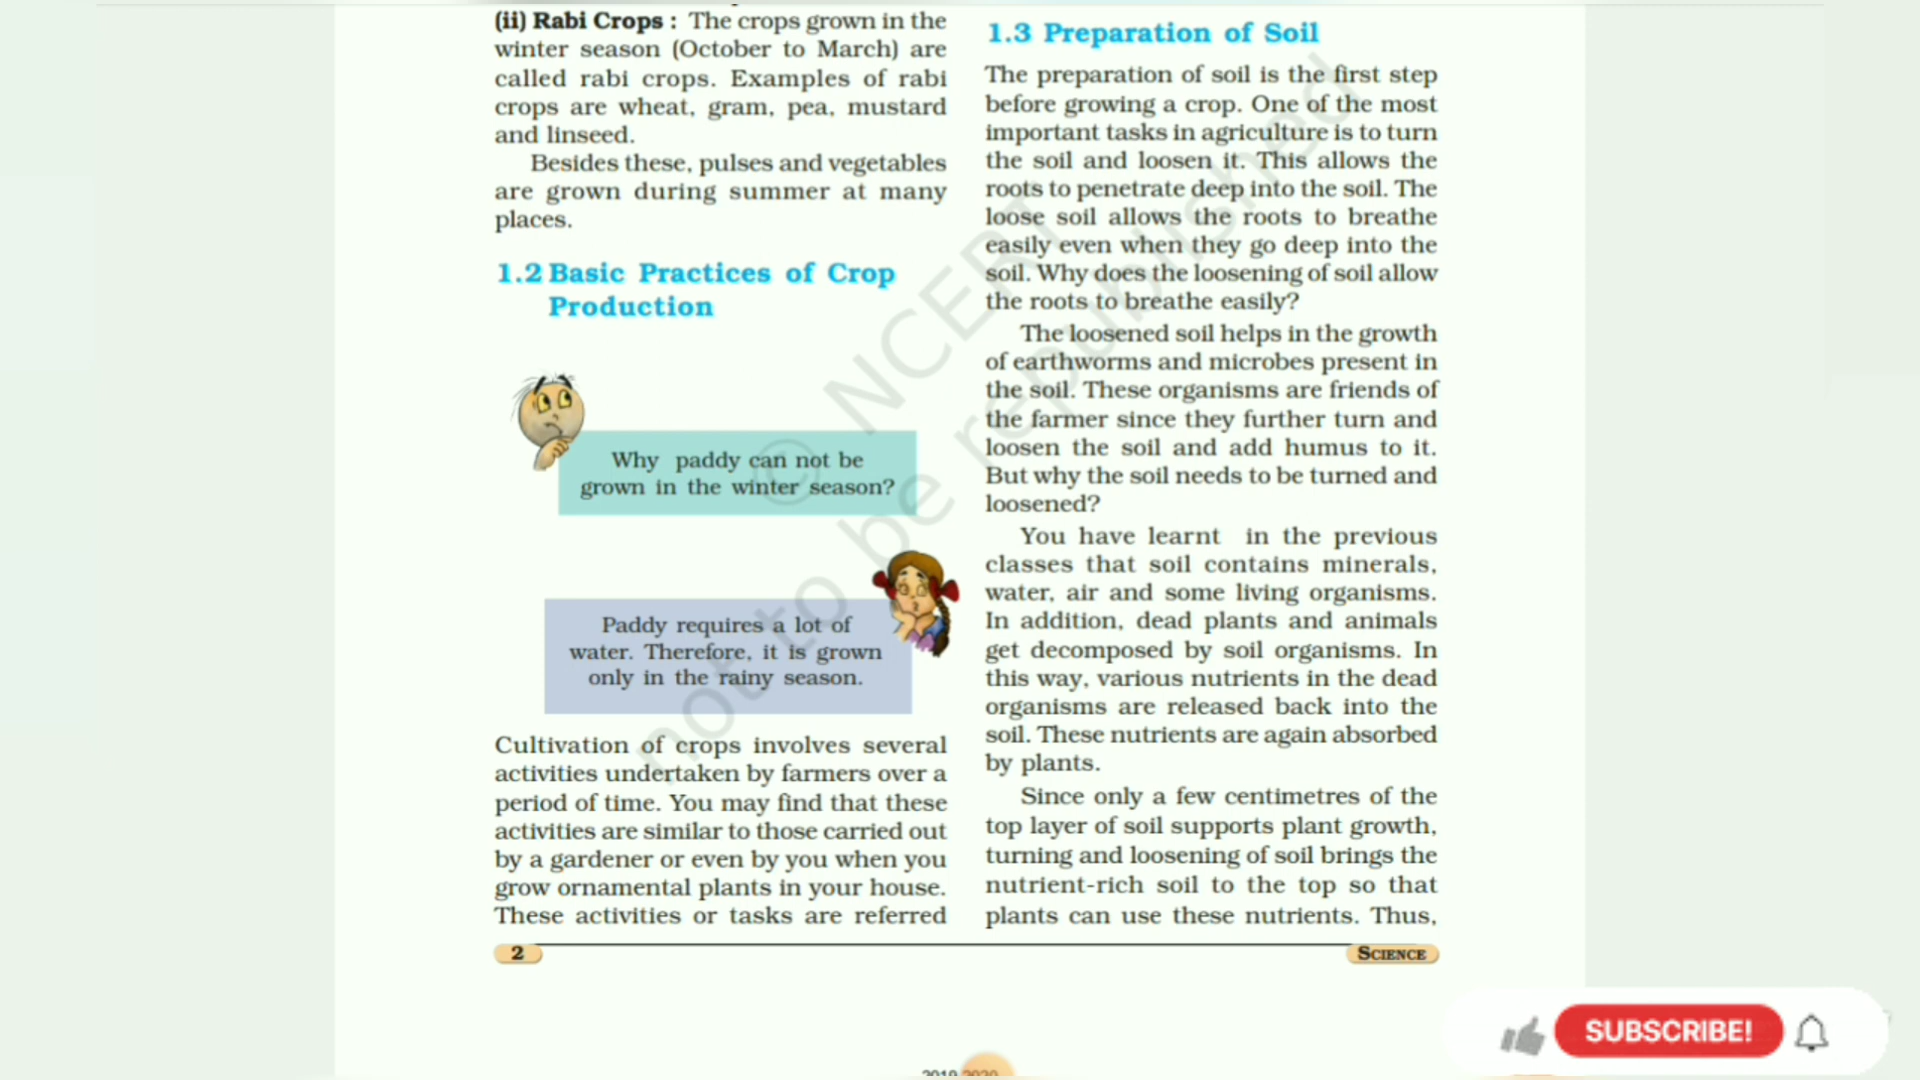 (ii) Rabi Crops : The crops grown in the
winter season (October to March) are
called rabi crops. Examples of rabi
crops are wheat, gram, pea, mustard
and linseed.
Besides these, pulses and vegetables
are grown during summer at many
places.
1.2 Basic Practices of Crop
Production
Why paddy can not be
grown in the winter season?
Paddy requires a lot of
water. Therefore, it is grown
only in the rainy season.
Cultivation of crops involves several
activities undertaken by farmers over a
period of time. You may find that these
activities are similar to those carried out
by a gardener or even by you when you
grow ornamental plants in your house.
These activities or tasks are referred
1.3 Preparation of Soil
The preparation of soil is the first step
before growing a crop. One of the most
important tasks in agriculture is to turn
the soil and loosen it. This allows the
roots to penetrate deep into the soil. The
loose soil allows the roots to breathe
easily even when they go deep into the
soil. Why does the loosening of soil allow
the roots to breathe easily?
The loosened soil helps in the growth
of earthworms and microbes present in
the soil. These organisms are friends of
the farmer since they further turn and
loosen the soil and add humus to it.
But why the soil needs to be turned and
loosened?
You have learnt in the previous
classes that soil contains minerals,
water, air and some living organisms.
In addition, dead plants and animals
get decomposed by soil organisms. In
this way, various nutrients in the dead
organisms are released back into the
soil. These nutrients are again absorbed
by plants.
Since only a few centimetres of the
top layer of soil supports plant growth,
turning and loosening of soil brings the
nutrient-rich soil to the top so that
plants can use these nutrients. Thus,
© NCERT
not to be republished
2
SCIENCE
SUBSCRIBE!